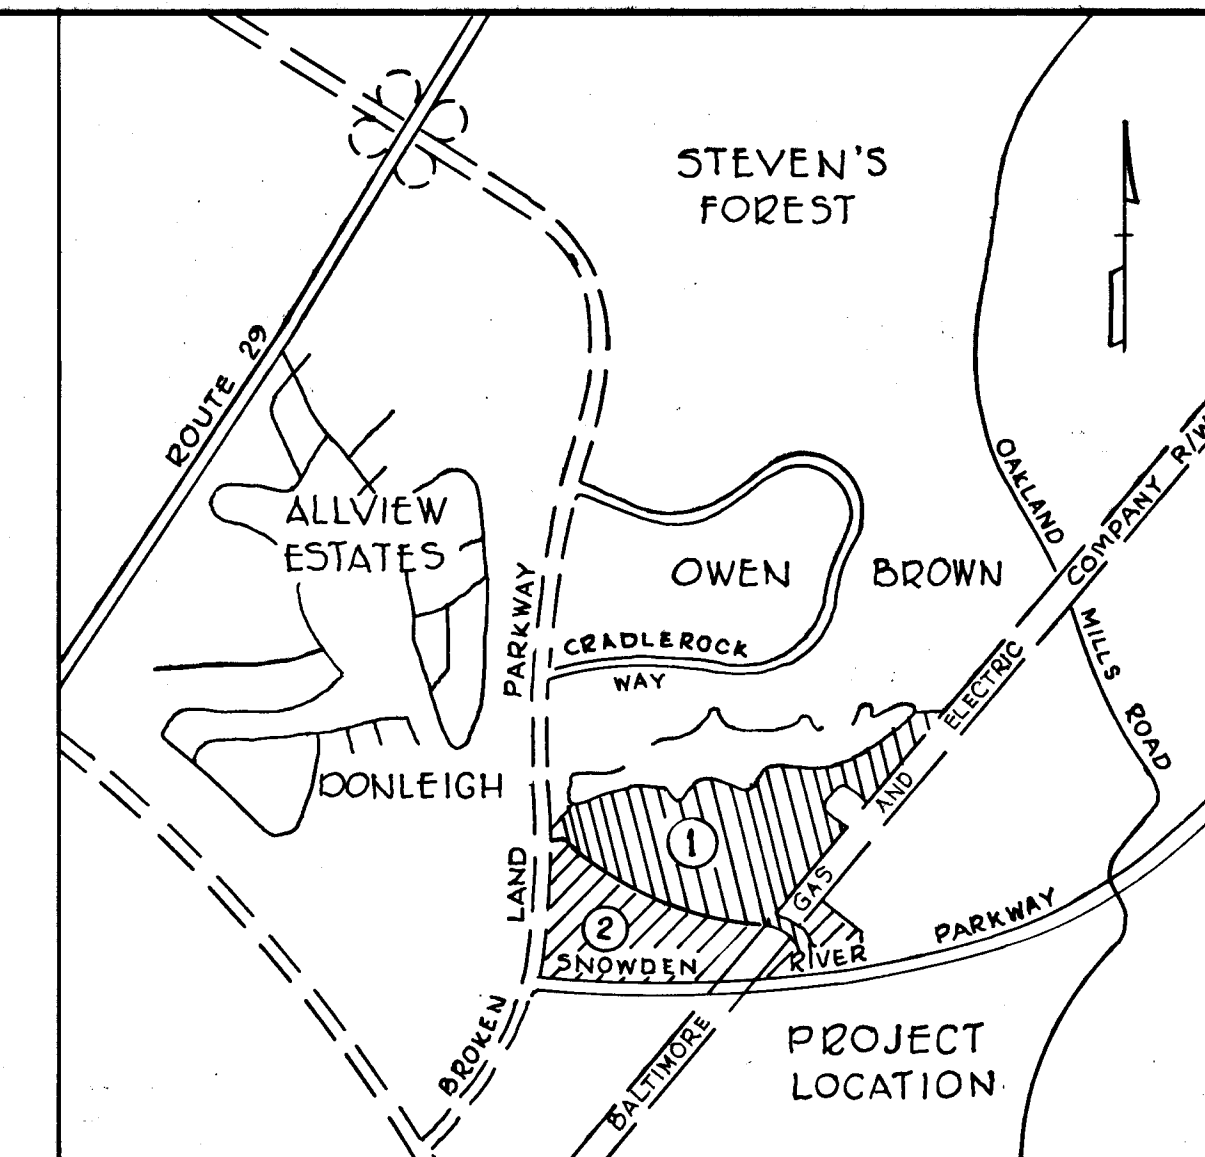 STEVEN'S
FOREST
ROUTE 29
ALLVIEW
ESTATES
OAKLAND
MILLS
ROAD
OWEN BROWN
CRADLEROCK
WAY
DONLEIGH
BROKEN LAND PARKWAY
BALTIMORE GAS AND ELECTRIC COMPANY R/W
1
2
SNOWDEN RIVER PARKWAY
PROJECT
LOCATION